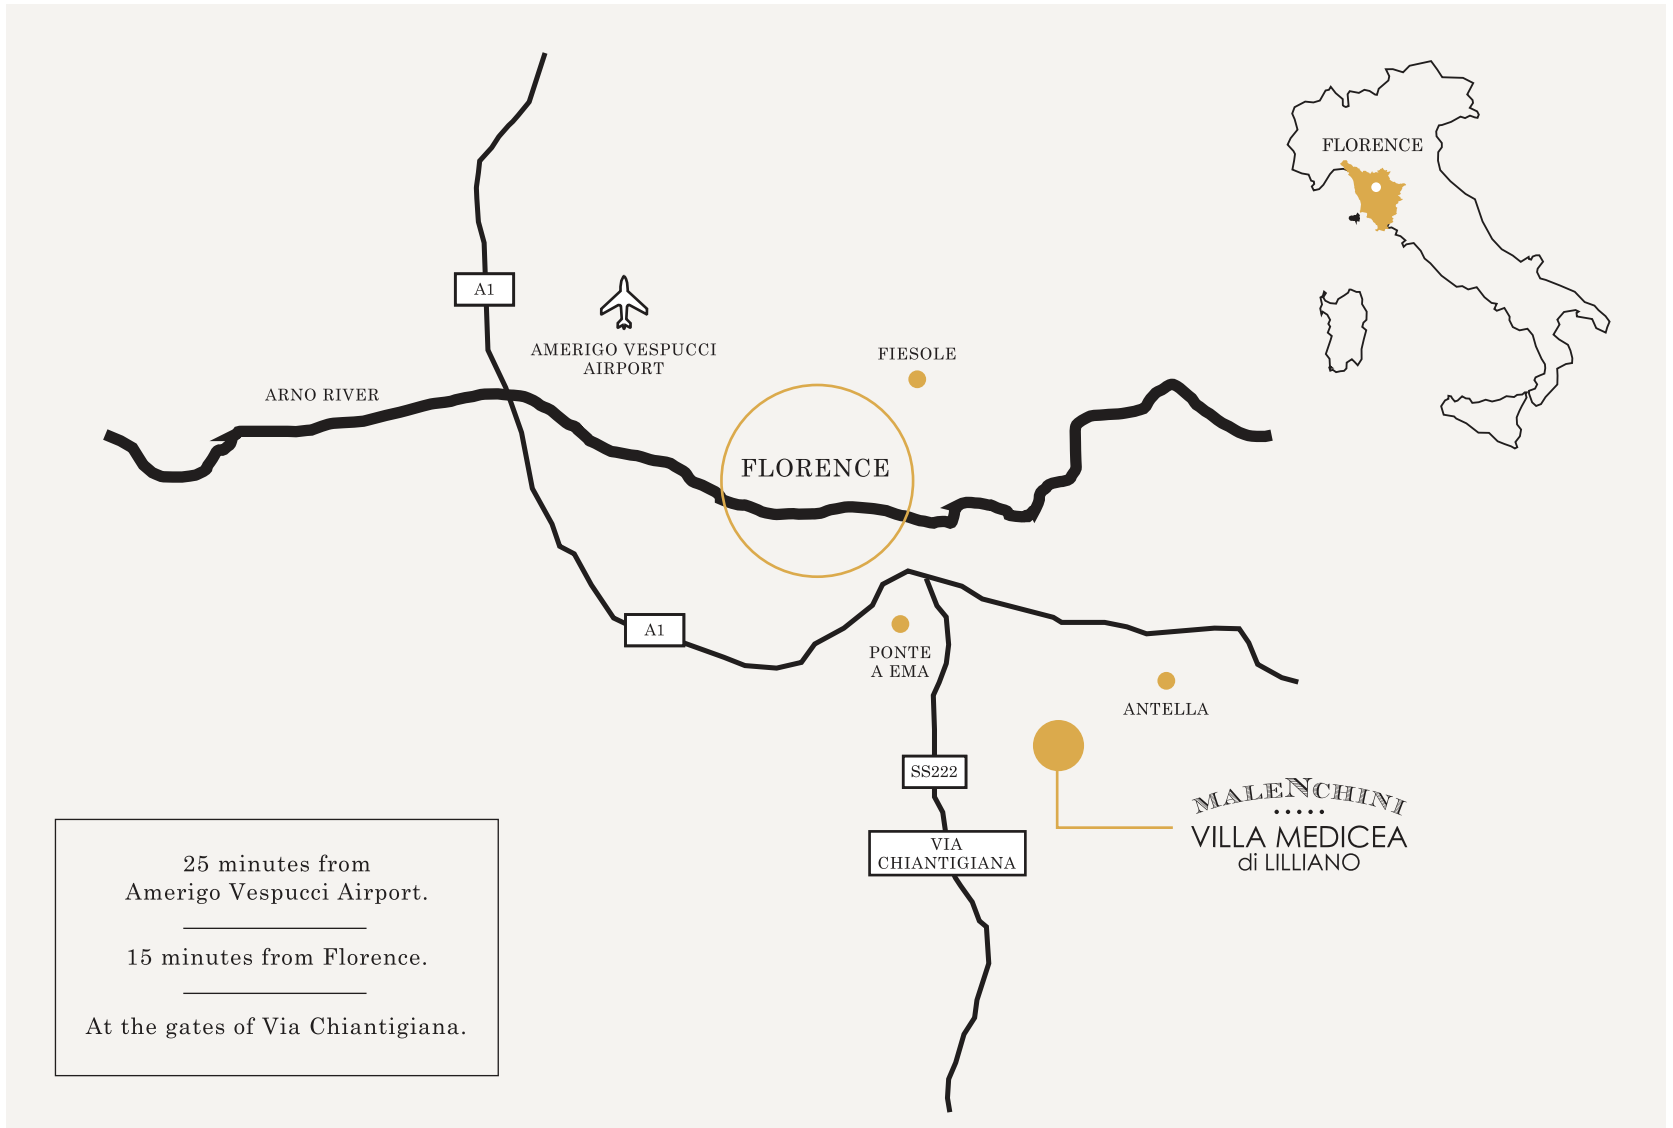 FLORENCE
A1
AMERIGO VESPUCCI
AIRPORT
FIESOLE
ARNO RIVER
FLORENCE
A1
PONTE
A EMA
ANTELLA
SS222
MALENCHINI
VILLA MEDICEA
di LILLIANO
VIA
CHIANTIGIANA
25 minutes from
Amerigo Vespucci Airport.
15 minutes from Florence.
At the gates of Via Chiantigiana.